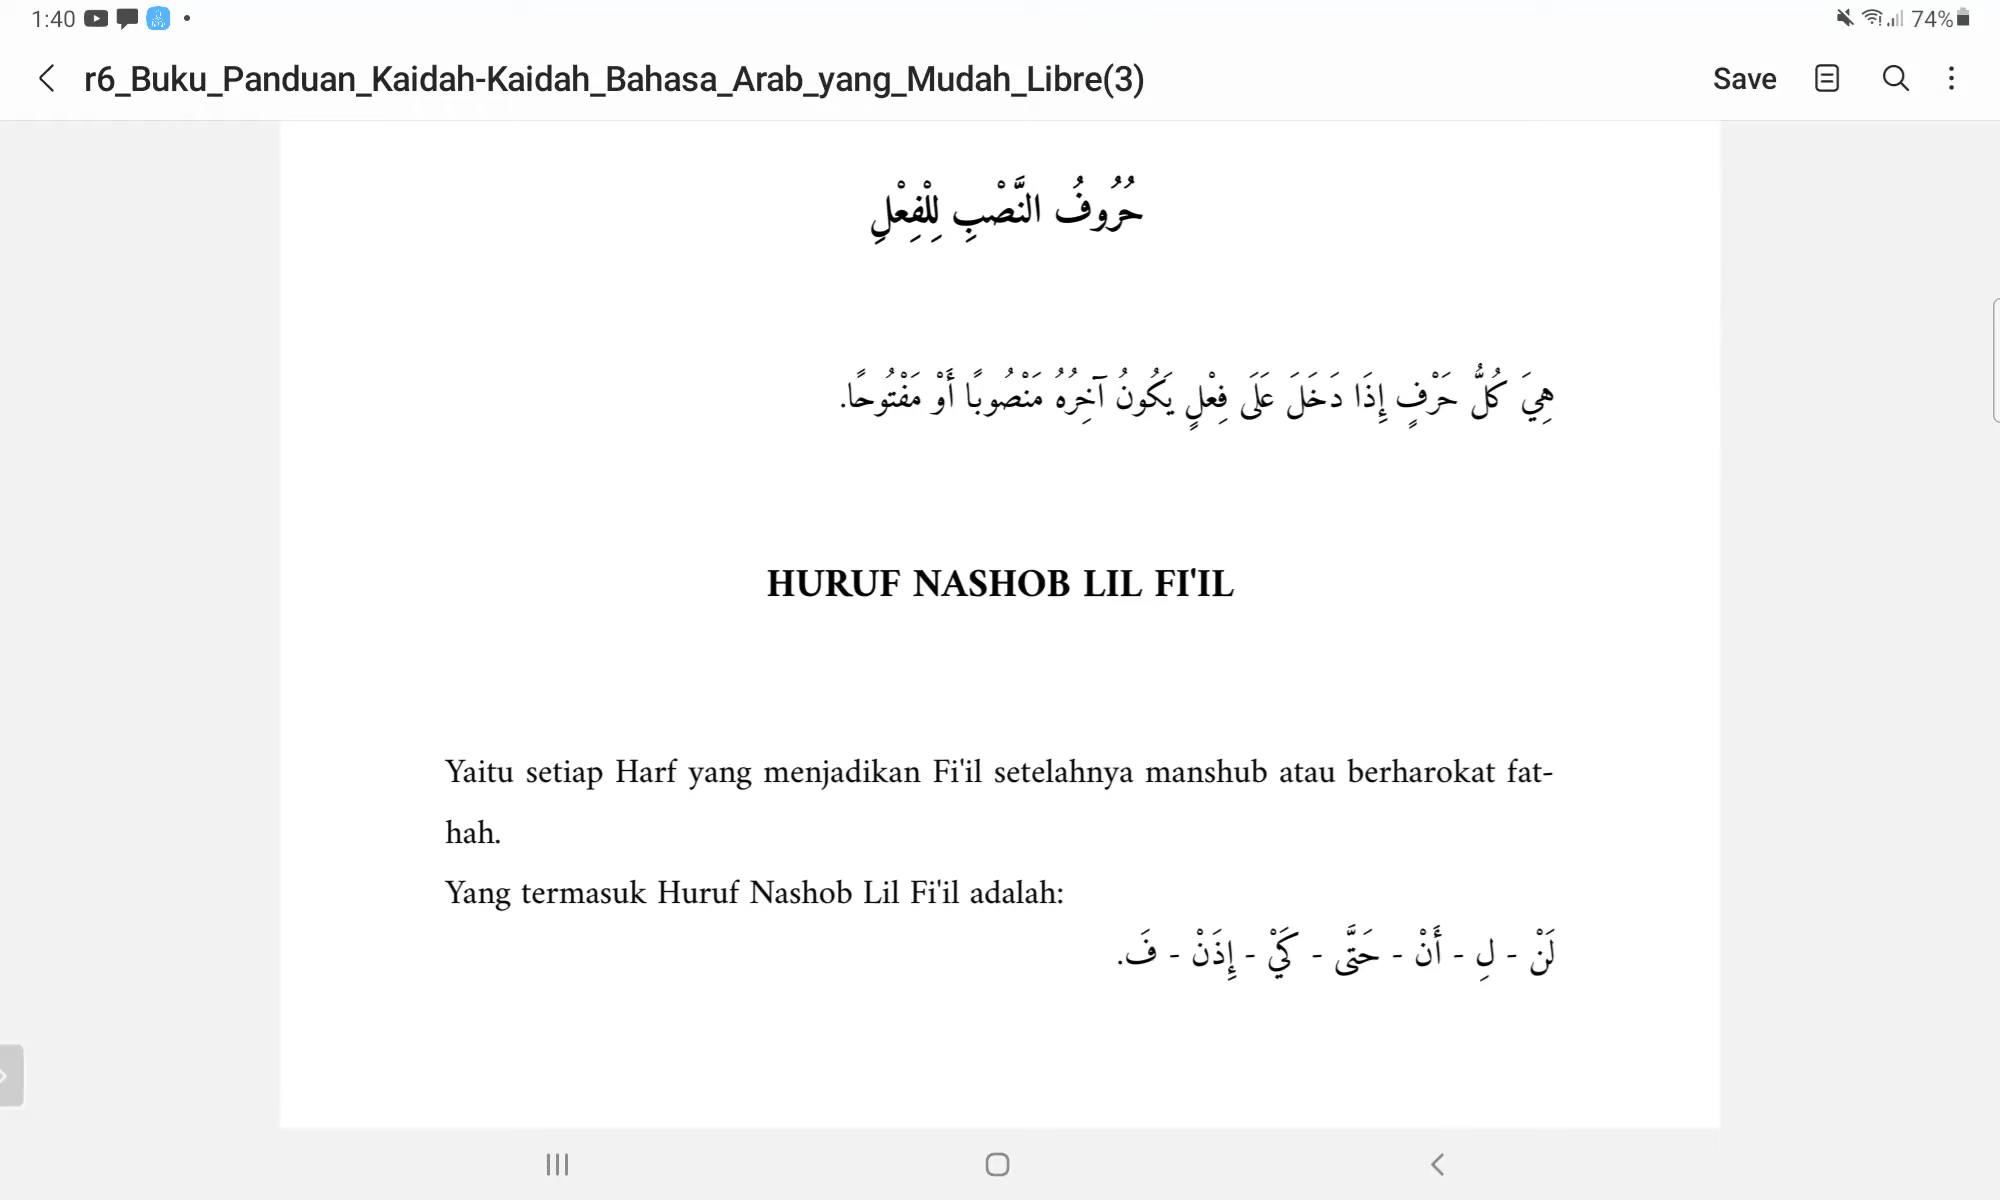 1:40
74%
r6_Buku_Panduan_Kaidah-Kaidah_Bahasa_Arab_yang_Mudah_Libre(3)
Save
حُرُوفُ النَّصْبِ لِلْفِعْلِ
هِيَ كُلُّ حَرْفٍ إِذَا دَخَلَ عَلَى فِعْلٍ يَكُونُ آخِرُهُ مَنْصُوبًا أَوْ مَفْتُوحًا.
HURUF NASHOB LIL FI'IL
Yaitu setiap Harf yang menjadikan Fi'il setelahnya manshub atau berharokat fat-
hah.
Yang termasuk Huruf Nashob Lil Fi'il adalah:
لَنْ - لِ - أَنْ - حَتَّى - كَيْ - إِذَنْ - فَ.